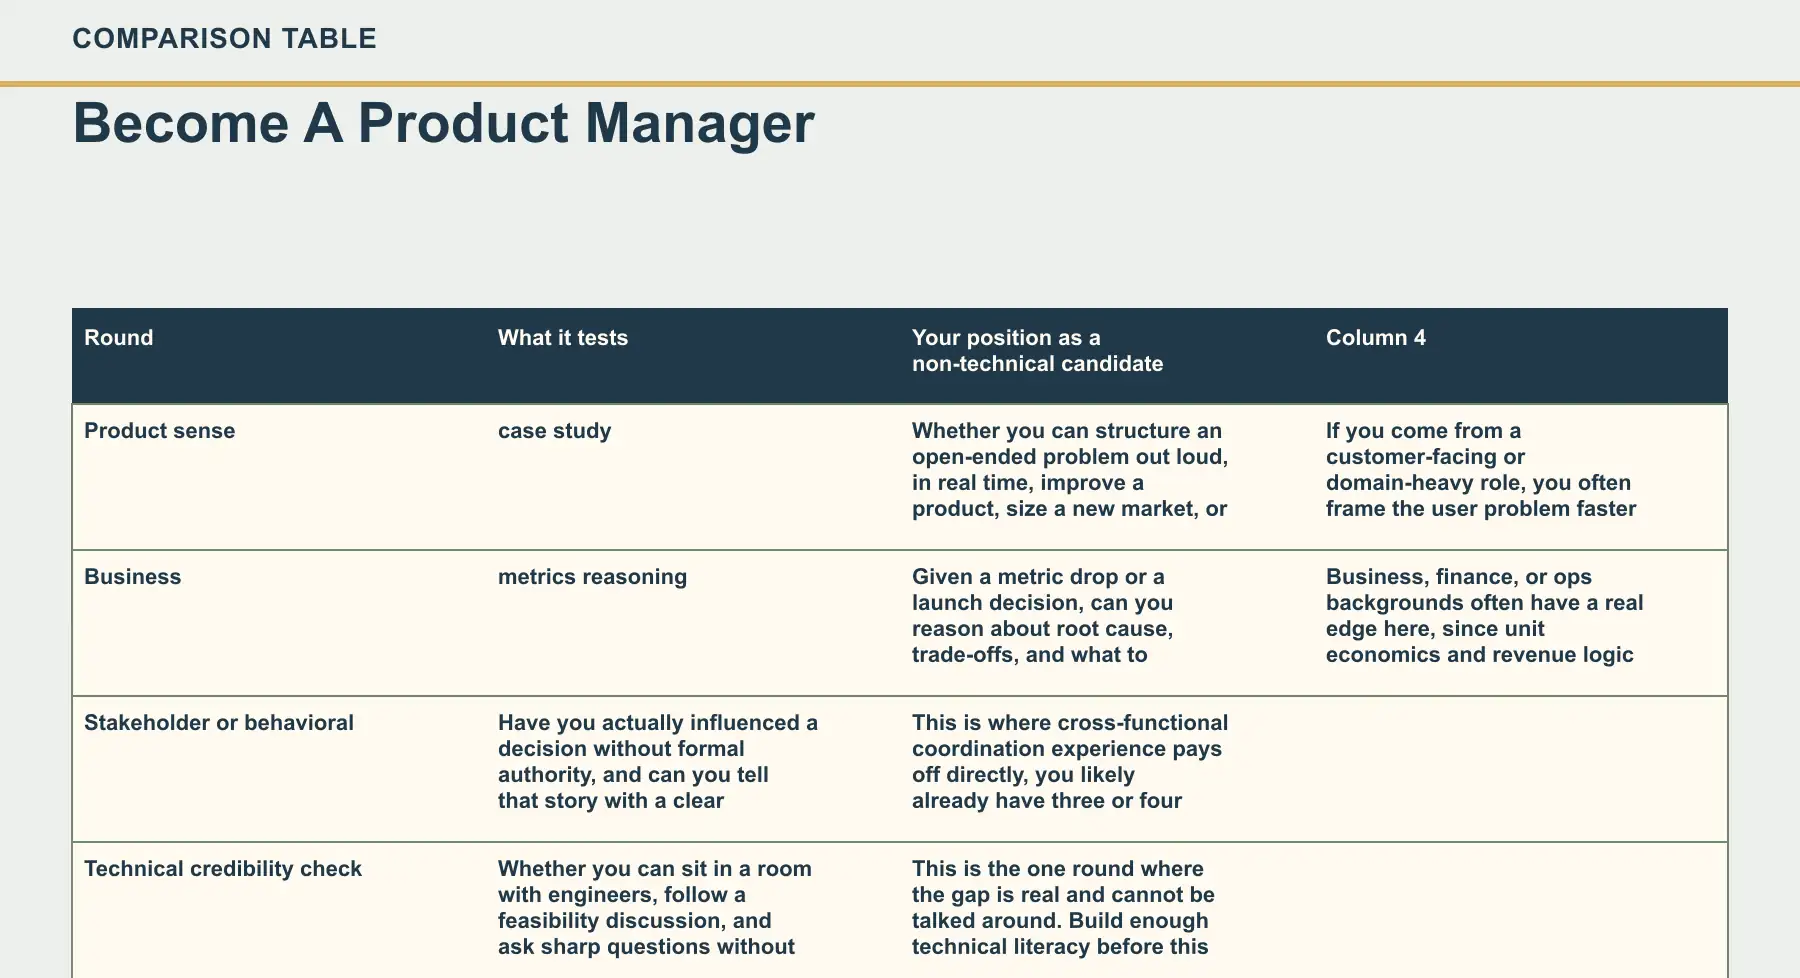 COMPARISON TABLE
Become A Product Manager
Round
What it tests
Your position as a
non-technical candidate
Column 4
Product sense
case study
Whether you can structure an
open-ended problem out loud,
in real time, improve a
product, size a new market, or
If you come from a
customer-facing or
domain-heavy role, you often
frame the user problem faster
Business
metrics reasoning
Given a metric drop or a
launch decision, can you
reason about root cause,
trade-offs, and what to
Business, finance, or ops
backgrounds often have a real
edge here, since unit
economics and revenue logic
Stakeholder or behavioral
Have you actually influenced a
decision without formal
authority, and can you tell
that story with a clear
This is where cross-functional
coordination experience pays
off directly, you likely
already have three or four
Technical credibility check
Whether you can sit in a room
with engineers, follow a
feasibility discussion, and
ask sharp questions without
This is the one round where
the gap is real and cannot be
talked around. Build enough
technical literacy before this